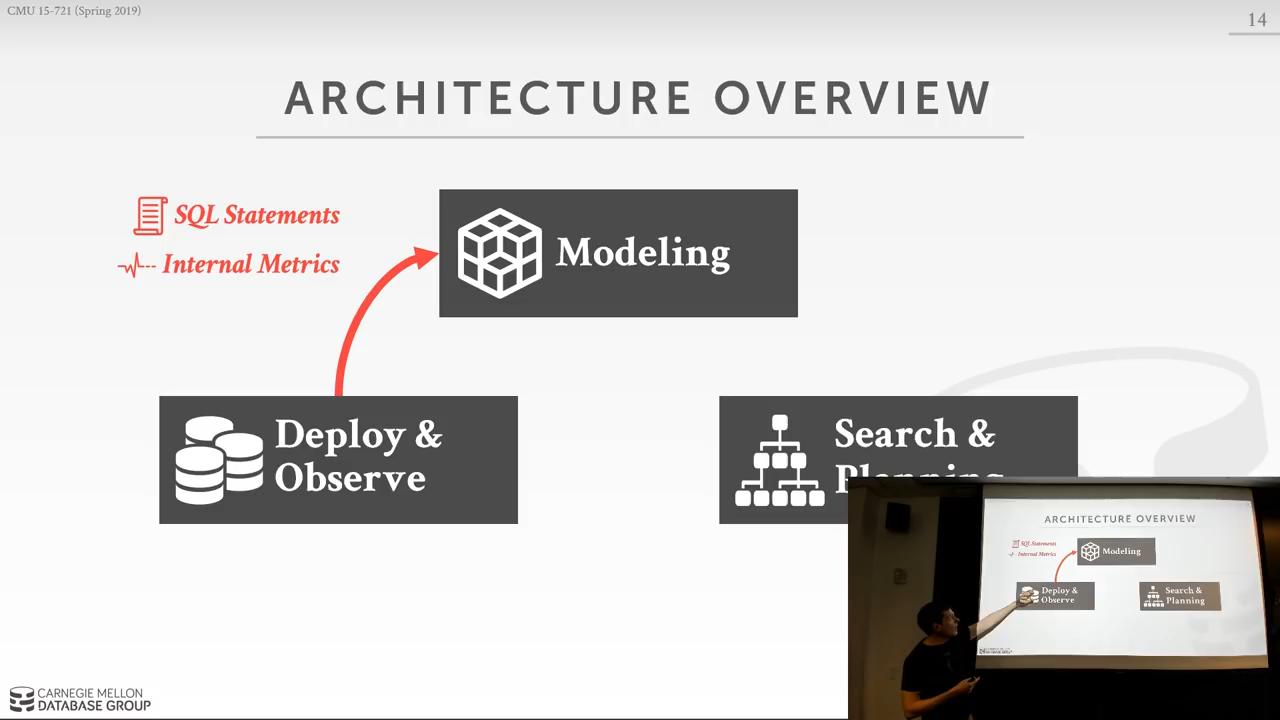 CMU 15-721 (Spring 2019)
14
ARCHITECTURE OVERVIEW
SQL Statements
Internal Metrics
Modeling
Deploy &
Observe
Search &
Planning
ARCHITECTURE OVERVIEW
SQL Statements
Internal Metrics
Modeling
Deploy &
Observe
Search &
Planning
CARNEGIE MELLON
DATABASE GROUP